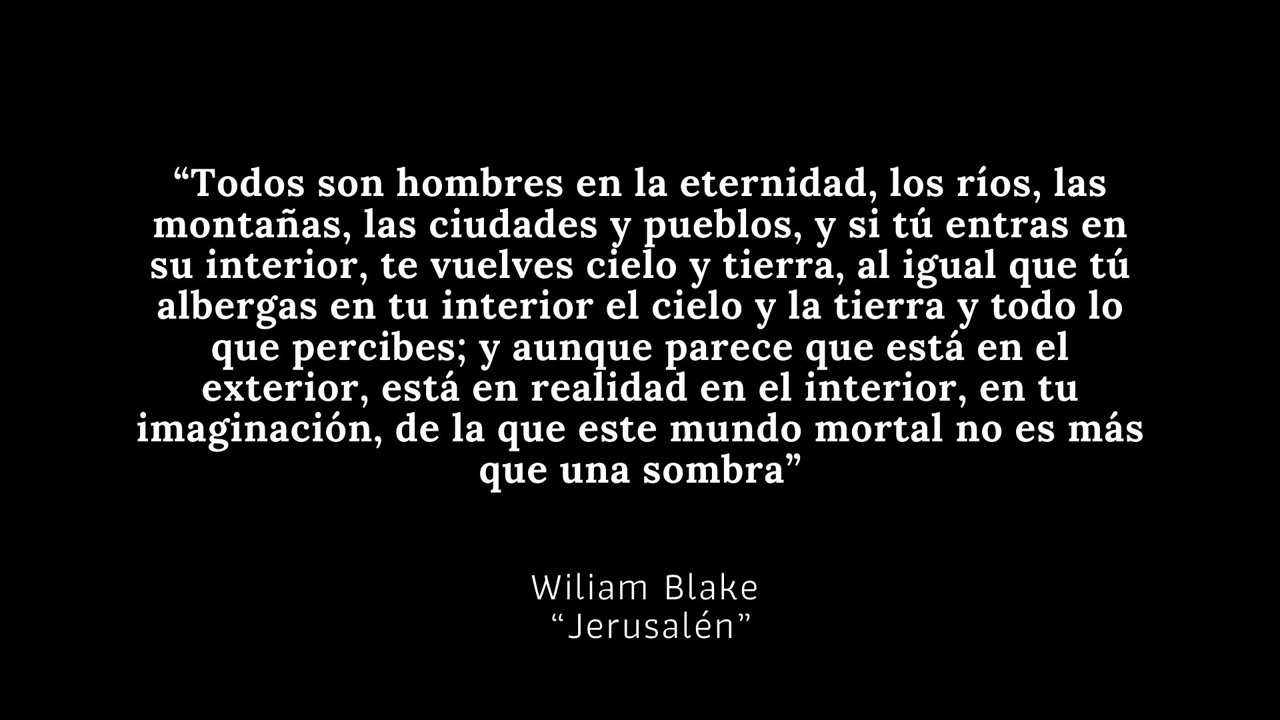 “Todos son hombres en la eternidad, los ríos, las
montañas, las ciudades y pueblos, y si tú entras en
su interior, te vuelves cielo y tierra, al igual que tú
albergas en tu interior el cielo y la tierra y todo lo
que percibes; y aunque parece que está en el
exterior, está en realidad en el interior, en tu
imaginación, de la que este mundo mortal no es más
que una sombra”
Wiliam Blake
“Jerusalén”